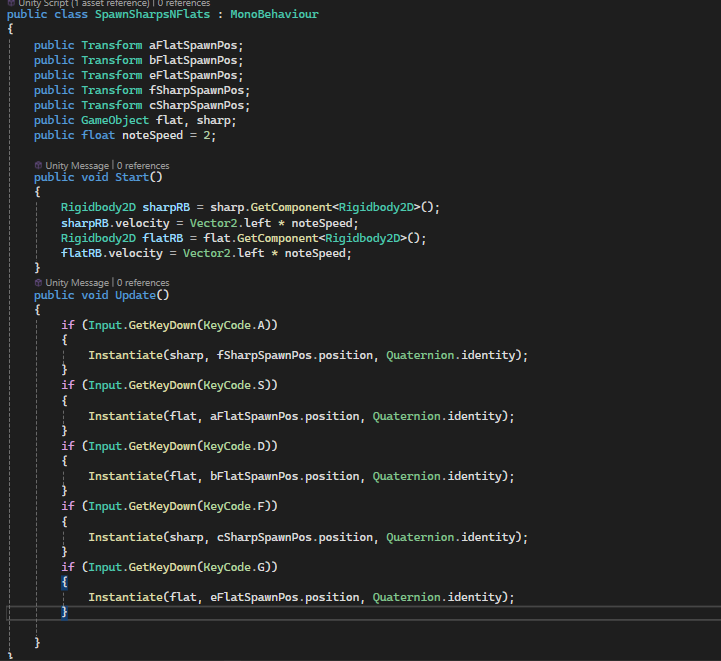 Unity Script (1 asset reference) | 0 references
public class SpawnSharpsNFlats : MonoBehaviour
{
public Transform aFlatSpawnPos;
public Transform bFlatSpawnPos;
public Transform eFlatSpawnPos;
public Transform fSharpSpawnPos;
public Transform cSharpSpawnPos;
public GameObject flat, sharp;
public float noteSpeed = 2;
Unity Message | 0 references
public void Start()
{
Rigidbody2D sharpRB = sharp.GetComponent<Rigidbody2D>();
sharpRB.velocity = Vector2.left * noteSpeed;
Rigidbody2D flatRB = flat.GetComponent<Rigidbody2D>();
flatRB.velocity = Vector2.left * noteSpeed;
}
Unity Message | 0 references
public void Update()
{
if (Input.GetKeyDown(KeyCode.A))
{
Instantiate(sharp, fSharpSpawnPos.position, Quaternion.identity);
}
if (Input.GetKeyDown(KeyCode.S))
{
Instantiate(flat, aFlatSpawnPos.position, Quaternion.identity);
}
if (Input.GetKeyDown(KeyCode.D))
{
Instantiate(flat, bFlatSpawnPos.position, Quaternion.identity);
}
if (Input.GetKeyDown(KeyCode.F))
{
Instantiate(sharp, cSharpSpawnPos.position, Quaternion.identity);
}
if (Input.GetKeyDown(KeyCode.G))
{
Instantiate(flat, eFlatSpawnPos.position, Quaternion.identity);
}
}
}